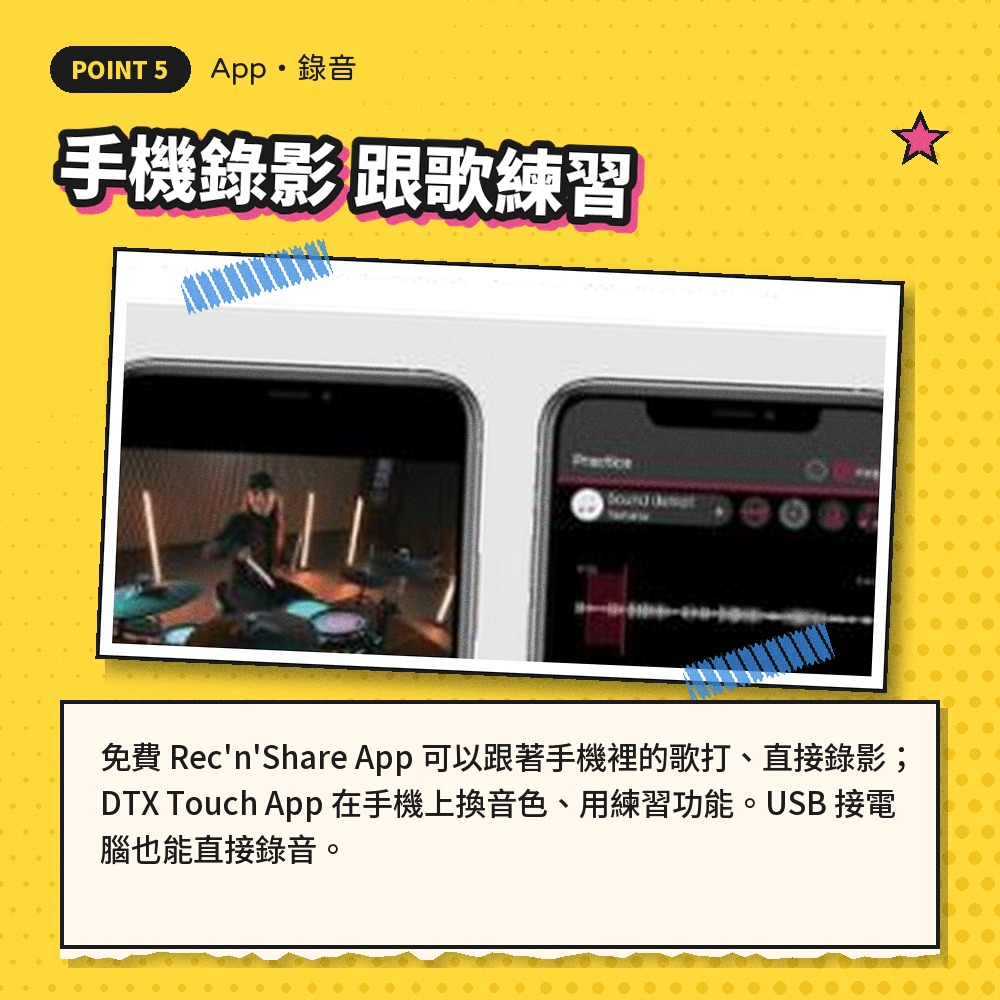 POINT 5
App・錄音
手機錄影 跟歌練習
Practice
免費 Rec'n'Share App 可以跟著手機裡的歌打、直接錄影；
DTX Touch App 在手機上換音色、用練習功能。USB 接電
腦也能直接錄音。